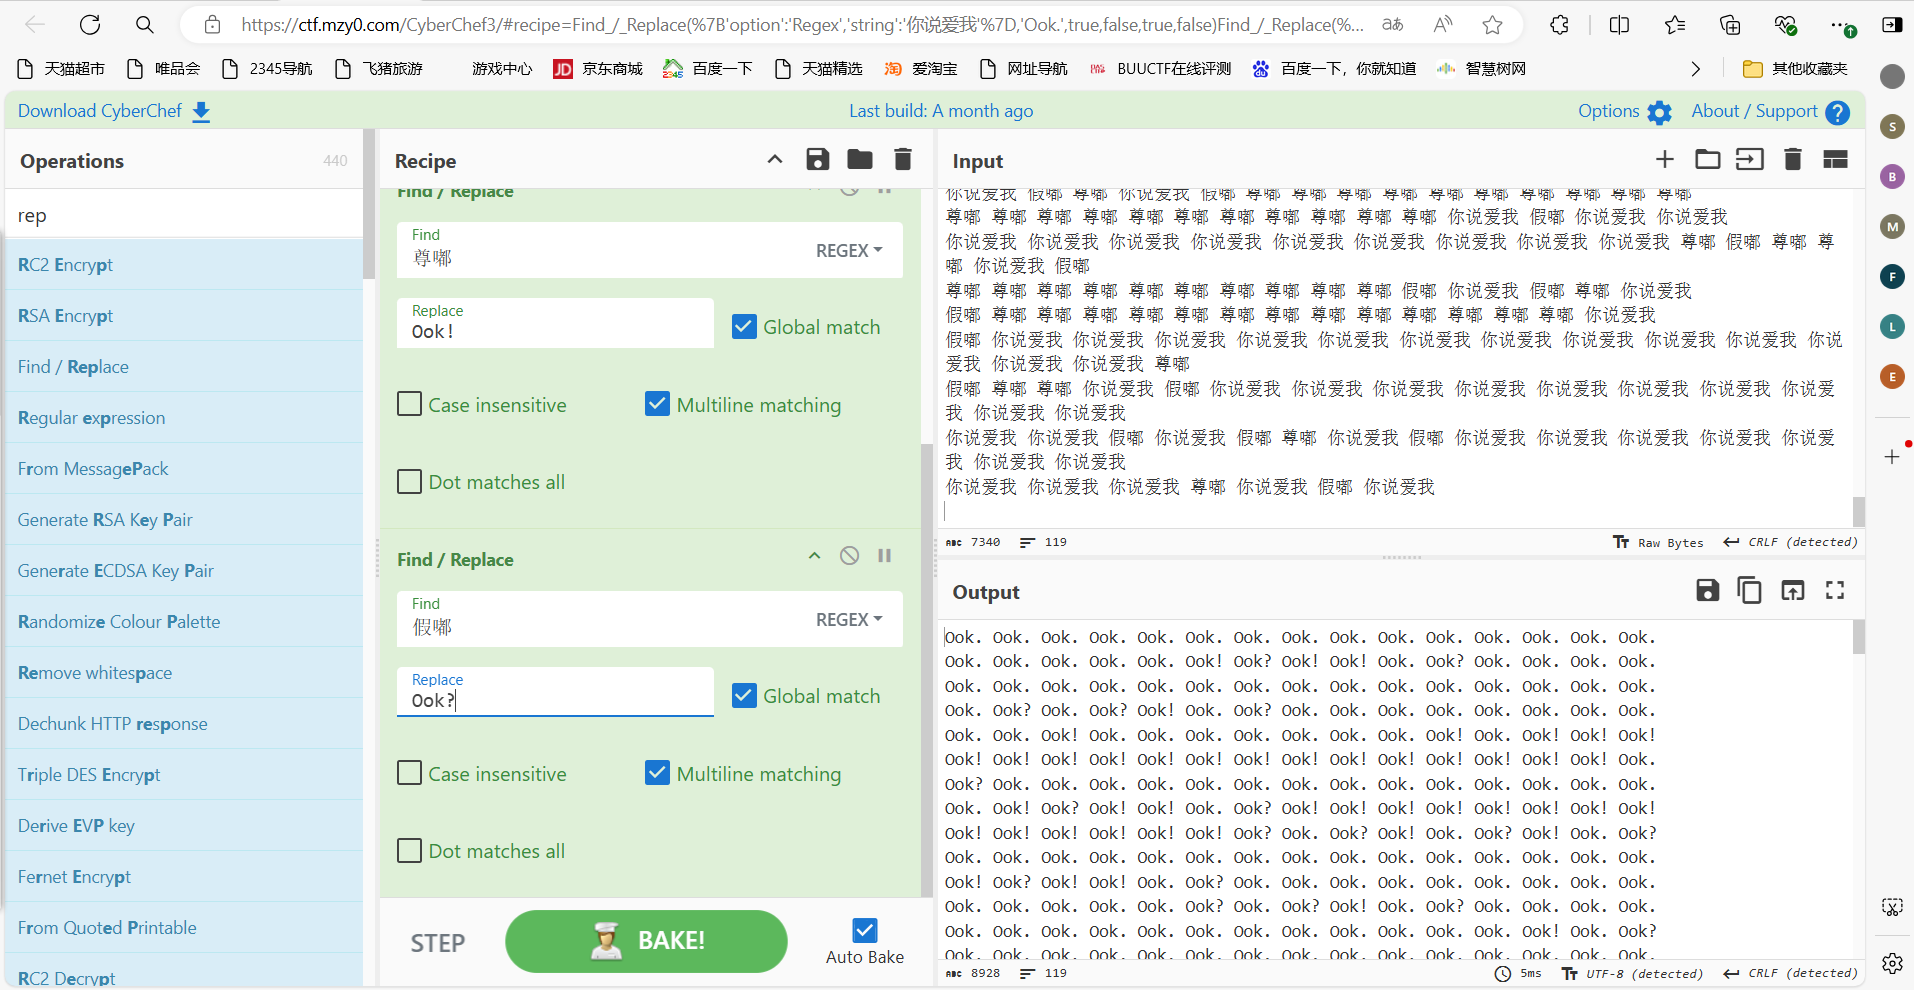 https://ctf.mzy0.com/CyberChef3/#recipe=Find_/_Replace(%7B'option':'Regex','string':'你说爱我'%7D,'Ook.',true,false,true,false)Find_/_Replace(%...
天猫超市 唯品会 2345导航 飞猪旅游 游戏中心 京东商城 百度一下 天猫精选 爱淘宝 网址导航 BUUCTF在线评测 百度一下，你就知道 智慧树网 其他收藏夹
Download CyberChef Last build: A month ago Options About / Support
Operations 440
rep
RC2 Encrypt
RSA Encrypt
Find / Replace
Regular expression
From MessagePack
Generate RSA Key Pair
Generate ECDSA Key Pair
Randomize Colour Palette
Remove whitespace
Dechunk HTTP response
Triple DES Encrypt
Derive EVP key
Fernet Encrypt
From Quoted Printable
RC2 Decrypt
Recipe
Find / Replace
Find
尊嘟
REGEX
Replace
Ook!
Global match
Case insensitive
Multiline matching
Dot matches all
Find / Replace
Find
假嘟
REGEX
Replace
Ook?
Global match
Case insensitive
Multiline matching
Dot matches all
STEP
BAKE!
Auto Bake
Input
你说爱我 假嘟 尊嘟 你说爱我 假嘟 尊嘟 尊嘟 尊嘟 尊嘟 尊嘟 尊嘟 尊嘟 尊嘟 尊嘟 尊嘟
尊嘟 尊嘟 尊嘟 尊嘟 尊嘟 尊嘟 尊嘟 尊嘟 尊嘟 尊嘟 尊嘟 你说爱我 假嘟 你说爱我 你说爱我
你说爱我 你说爱我 你说爱我 你说爱我 你说爱我 你说爱我 你说爱我 你说爱我 你说爱我 尊嘟 假嘟 尊嘟 尊
嘟 你说爱我 假嘟
尊嘟 尊嘟 尊嘟 尊嘟 尊嘟 尊嘟 尊嘟 尊嘟 尊嘟 尊嘟 假嘟 你说爱我 假嘟 尊嘟 你说爱我
假嘟 尊嘟 尊嘟 尊嘟 尊嘟 尊嘟 尊嘟 尊嘟 尊嘟 尊嘟 尊嘟 尊嘟 尊嘟 尊嘟 你说爱我
假嘟 你说爱我 你说爱我 你说爱我 你说爱我 你说爱我 你说爱我 你说爱我 你说爱我 你说爱我 你说爱我 你说
爱我 你说爱我 你说爱我 尊嘟
假嘟 尊嘟 尊嘟 你说爱我 假嘟 你说爱我 你说爱我 你说爱我 你说爱我 你说爱我 你说爱我 你说爱我 你说爱
我 你说爱我 你说爱我
你说爱我 你说爱我 假嘟 你说爱我 假嘟 尊嘟 你说爱我 假嘟 你说爱我 你说爱我 你说爱我 你说爱我 你说爱
我 你说爱我 你说爱我
你说爱我 你说爱我 你说爱我 尊嘟 你说爱我 假嘟 你说爱我
ABC 7340 119 Raw Bytes CRLF (detected)
Output
Ook. Ook. Ook. Ook. Ook. Ook. Ook. Ook. Ook. Ook. Ook. Ook. Ook. Ook. Ook.
Ook. Ook. Ook. Ook. Ook. Ook! Ook? Ook! Ook! Ook. Ook? Ook. Ook. Ook. Ook.
Ook. Ook. Ook. Ook. Ook. Ook. Ook. Ook. Ook. Ook. Ook. Ook. Ook. Ook. Ook.
Ook. Ook? Ook. Ook? Ook! Ook. Ook? Ook. Ook. Ook. Ook. Ook. Ook. Ook. Ook.
Ook. Ook. Ook. Ook. Ook. Ook. Ook. Ook. Ook. Ook. Ook! Ook. Ook! Ook! Ook!
Ook! Ook! Ook! Ook! Ook! Ook! Ook! Ook! Ook! Ook! Ook! Ook! Ook! Ook! Ook.
Ook? Ook. Ook. Ook. Ook. Ook. Ook. Ook. Ook. Ook. Ook. Ook. Ook. Ook. Ook.
Ook. Ook! Ook? Ook! Ook! Ook. Ook? Ook! Ook! Ook! Ook! Ook! Ook! Ook! Ook!
Ook! Ook! Ook! Ook! Ook! Ook! Ook? Ook. Ook? Ook! Ook. Ook? Ook! Ook. Ook?
Ook. Ook. Ook. Ook. Ook. Ook. Ook. Ook. Ook. Ook. Ook. Ook. Ook. Ook. Ook.
Ook! Ook? Ook! Ook! Ook. Ook? Ook. Ook. Ook. Ook. Ook. Ook. Ook. Ook. Ook.
Ook. Ook. Ook. Ook. Ook. Ook? Ook. Ook? Ook! Ook. Ook? Ook. Ook. Ook. Ook.
Ook. Ook. Ook. Ook. Ook. Ook. Ook. Ook. Ook. Ook. Ook. Ook. Ook! Ook. Ook?
Ook. Ook. Ook. Ook. Ook. Ook. Ook. Ook. Ook. Ook. Ook. Ook. Ook. Ook. Ook.
ABC 8928 119 5ms UTF-8 (detected) CRLF (detected)
S
B
M
F
L
E